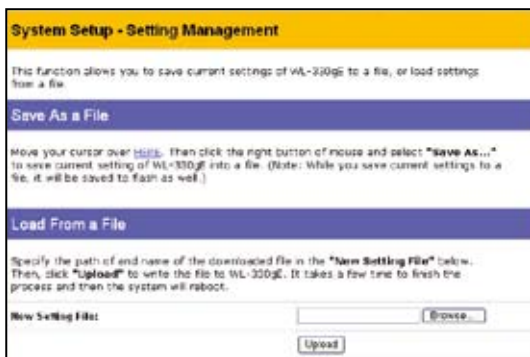 System Setup - Setting Management
This function allows you to save current settings of WL-330gE to a file, or load settings
from a file.
Save As a File
Move your cursor over HERE. Then click the right button of mouse and select "Save As..."
to save current setting of WL-330gE into a file. (Note: While you save current settings to a
file, it will be saved to flash as well.)
Load From a File
Specify the path of and name of the downloaded file in the "New Setting File" below.
Then, click "Upload" to write the file to WL-330gE. It takes a few time to finish the
process and then the system will reboot.
New Setting File: Browse...
Upload